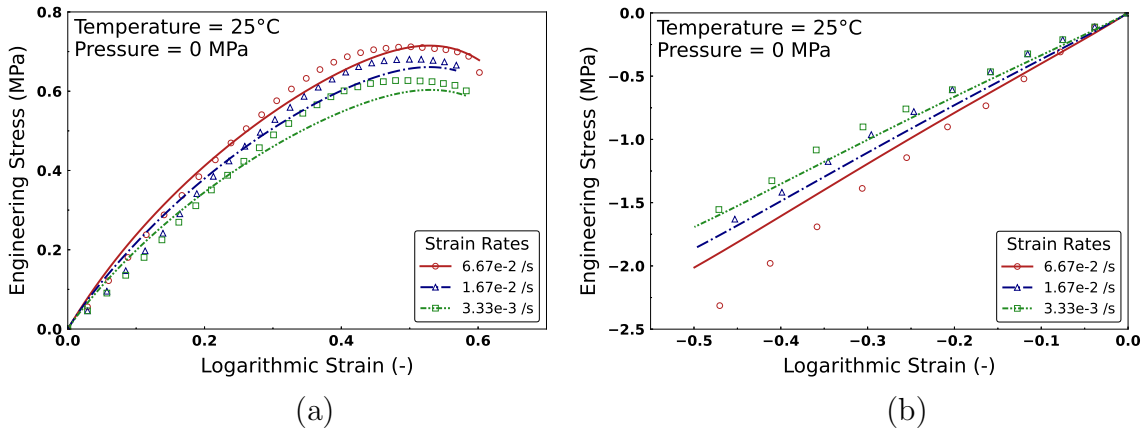 Temperature = 25°C
Pressure = 0 MPa
Engineering Stress (MPa)
0.8
0.6
0.4
0.2
0.0
0.0 0.2 0.4 0.6
Logarithmic Strain (-)
Strain Rates
6.67e-2 /s
1.67e-2 /s
3.33e-3 /s
(a)
Temperature = 25°C
Pressure = 0 MPa
Engineering Stress (MPa)
0.0
−0.5
−1.0
−1.5
−2.0
−2.5
−0.5 −0.4 −0.3 −0.2 −0.1 0.0
Logarithmic Strain (-)
Strain Rates
6.67e-2 /s
1.67e-2 /s
3.33e-3 /s
(b)